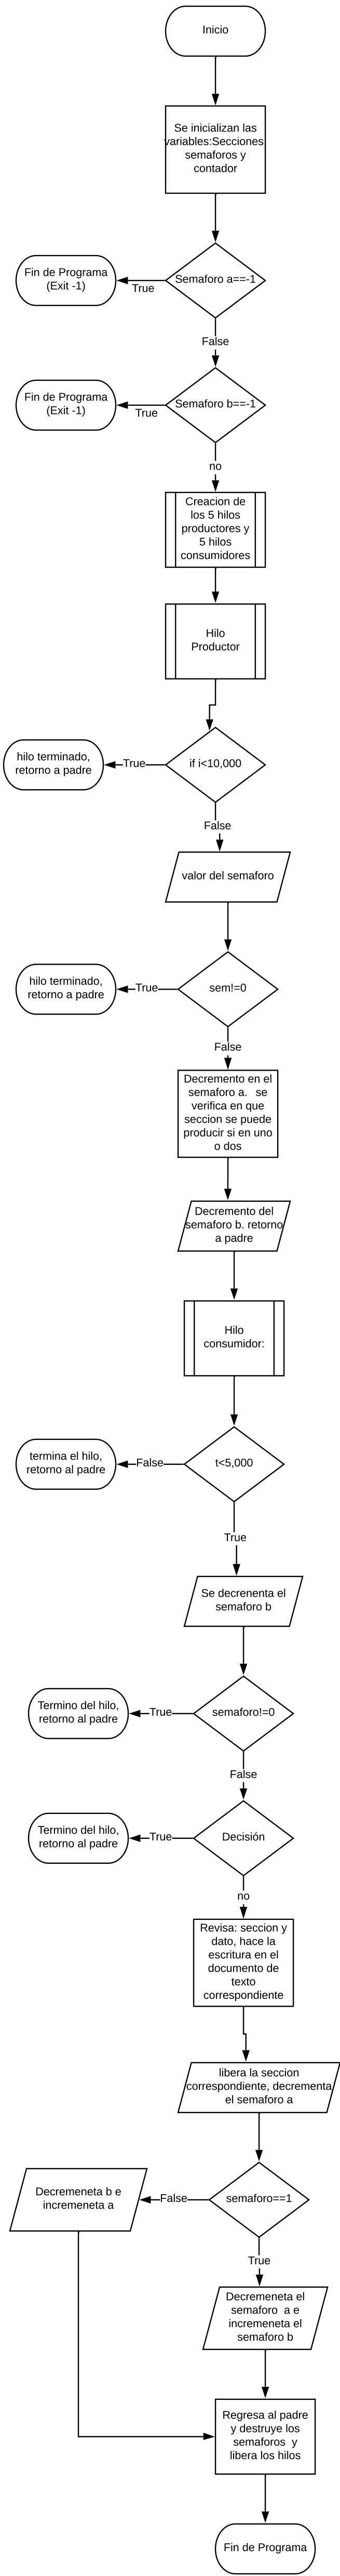 Inicio
Se inicializan las
variables:Secciones,
semaforos y
contador
Semaforo a==-1
Fin de Programa
(Exit -1)
True
False
Semaforo b==-1
Fin de Programa
(Exit -1)
True
no
Creacion de
los 5 hilos
productores y
5 hilos
consumidores
Hilo
Productor
if i<10,000
True
hilo terminado,
retorno a padre
False
valor del semaforo
sem!=0
True
hilo terminado,
retorno a padre
False
Decremento en el
semaforo a.  se
verifica en que
seccion se puede
producir si en uno
o dos
Decremento del
semaforo b. retorno
a padre
Hilo
consumidor:
t<5,000
False
termina el hilo,
retorno al padre
True
Se decrenenta el
semaforo b
semaforo!=0
True
Termino del hilo,
retorno al padre
False
Decisión
True
Termino del hilo,
retorno al padre
no
Revisa: seccion y
dato, hace la
escritura en el
documento de
texto
correspondiente
libera la seccion
correspondiente, decrementa
el semaforo a
semaforo==1
False
Decremeneta b e
incremeneta a
True
Decremeneta el
semaforo  a e
incremeneta el
semaforo b
Regresa al padre
y destruye los
semaforos  y
libera los hilos
Fin de Programa